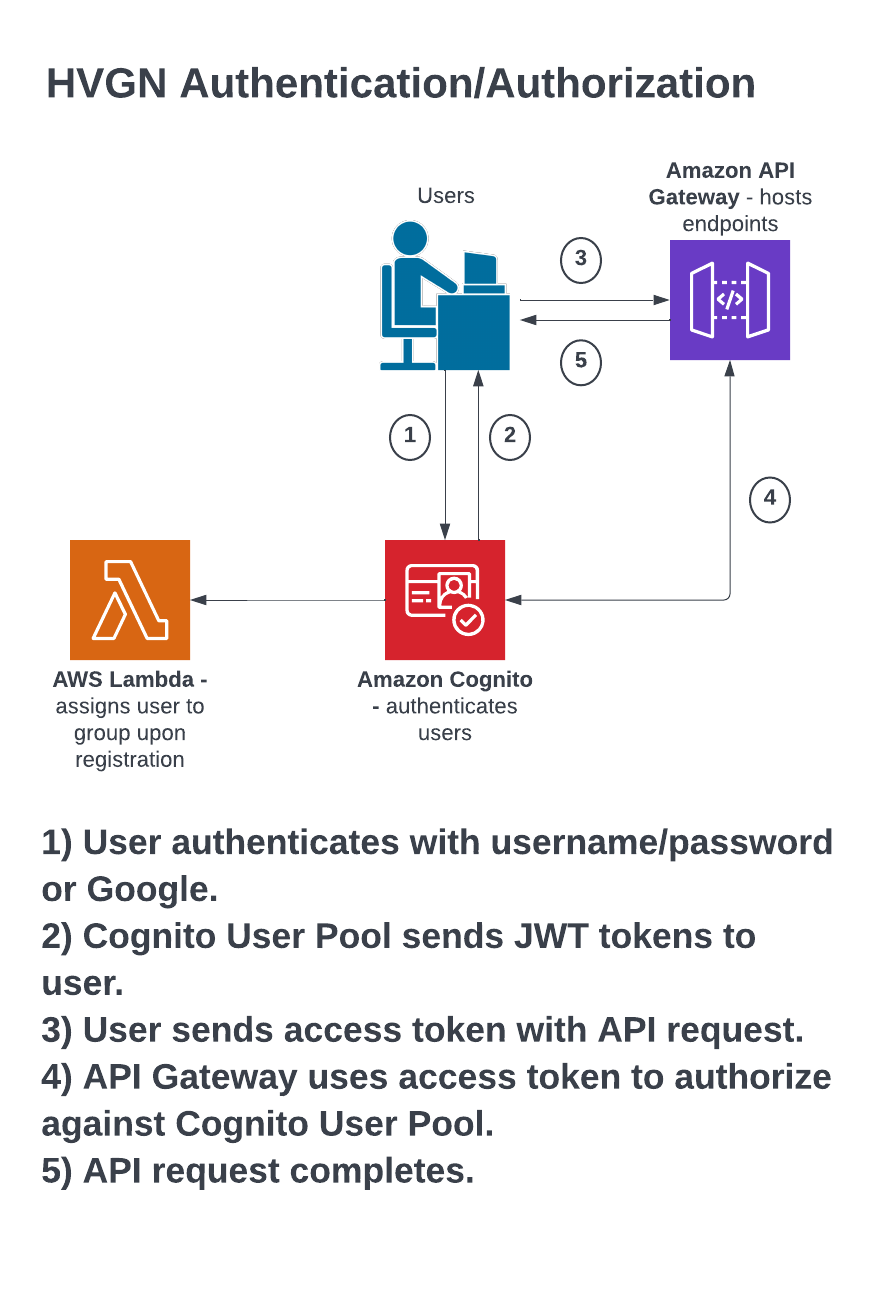 HVGN Authentication/Authorization
Users
Amazon API
Gateway - hosts
endpoints
3
5
1
2
4
</>
AWS Lambda -
assigns user to
group upon
registration
Amazon Cognito
- authenticates
users
1) User authenticates with username/password
or Google.
2) Cognito User Pool sends JWT tokens to
user.
3) User sends access token with API request.
4) API Gateway uses access token to authorize
against Cognito User Pool.
5) API request completes.